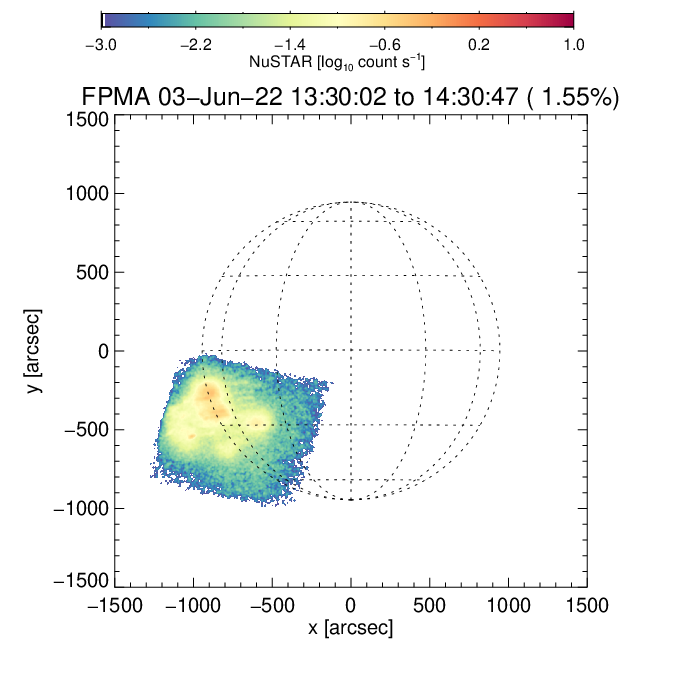 −3.0 −2.2 −1.4 −0.6 0.2 1.0
NuSTAR [log₁₀ count s⁻¹]
FPMA 03−Jun−22 13:30:02 to 14:30:47 ( 1.55%)
1500
1000
500
0
−500
−1000
−1500
y [arcsec]
−1500 −1000 −500 0 500 1000 1500
x [arcsec]